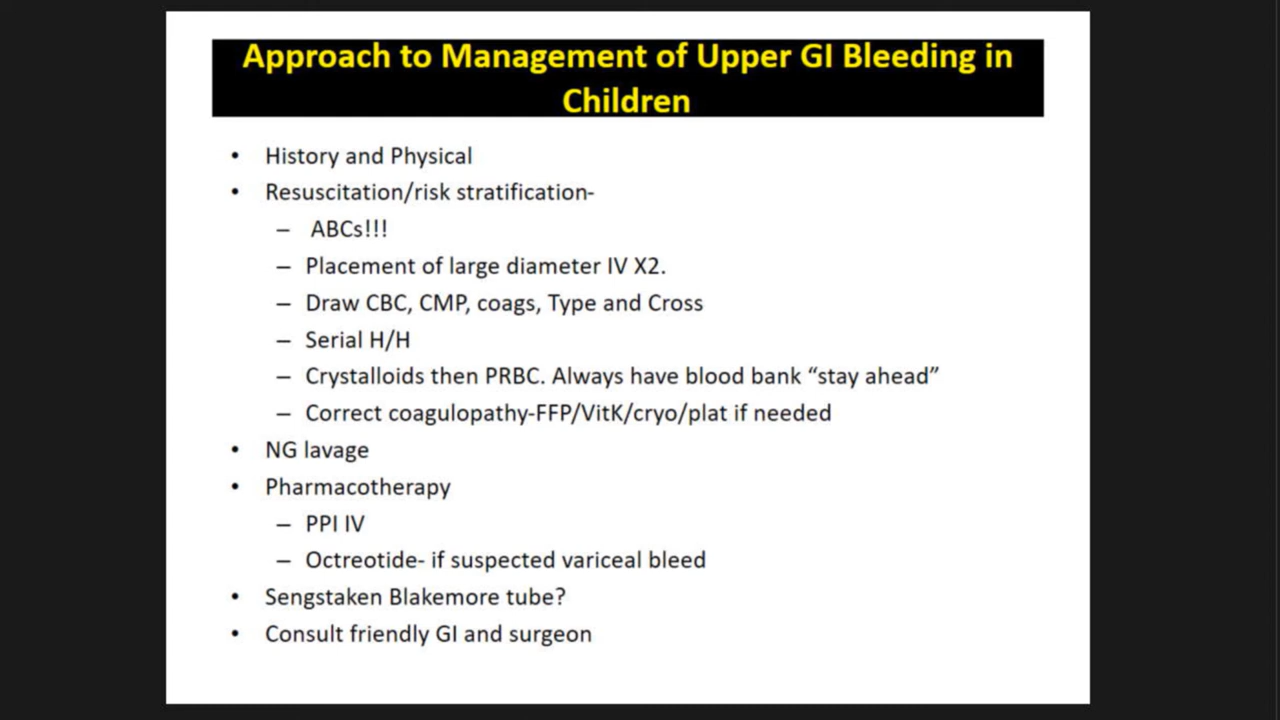 Approach to Management of Upper GI Bleeding in
Children
• History and Physical
• Resuscitation/risk stratification-
– ABCs!!!
– Placement of large diameter IV X2.
– Draw CBC, CMP, coags, Type and Cross
– Serial H/H
– Crystalloids then PRBC. Always have blood bank “stay ahead”
– Correct coagulopathy-FFP/VitK/cryo/plat if needed
• NG lavage
• Pharmacotherapy
– PPI IV
– Octreotide- if suspected variceal bleed
• Sengstaken Blakemore tube?
• Consult friendly GI and surgeon